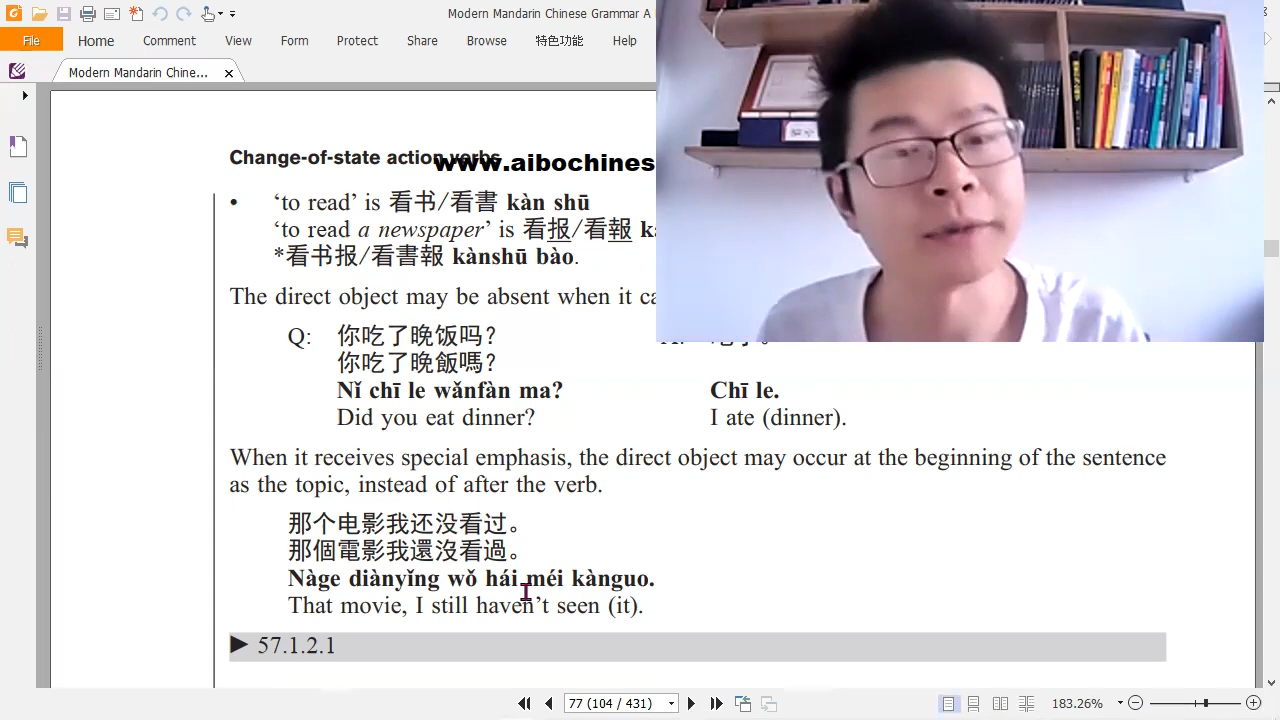 Modern Mandarin Chinese Grammar A
File Home Comment View Form Protect Share Browse 特色功能 Help
Modern Mandarin Chine...
Change-of-state action verbs
www.aibochines
• ‘to read’ is 看书/看書 kàn shū
‘to read a newspaper’ is 看报/看報
*看书报/看書報 kànshū bào.
The direct object may be absent when it
Q: 你吃了晚饭吗?
你吃了晚飯嗎?
Nǐ chī le wǎnfàn ma? Chī le.
Did you eat dinner? I ate (dinner).
When it receives special emphasis, the direct object may occur at the beginning of the sentence
as the topic, instead of after the verb.
那个电影我还没看过。
那個電影我還沒看過。
Nàge diànyǐng wǒ hái méi kànguo.
That movie, I still haven’t seen (it).
► 57.1.2.1
77 (104 / 431) 183.26%